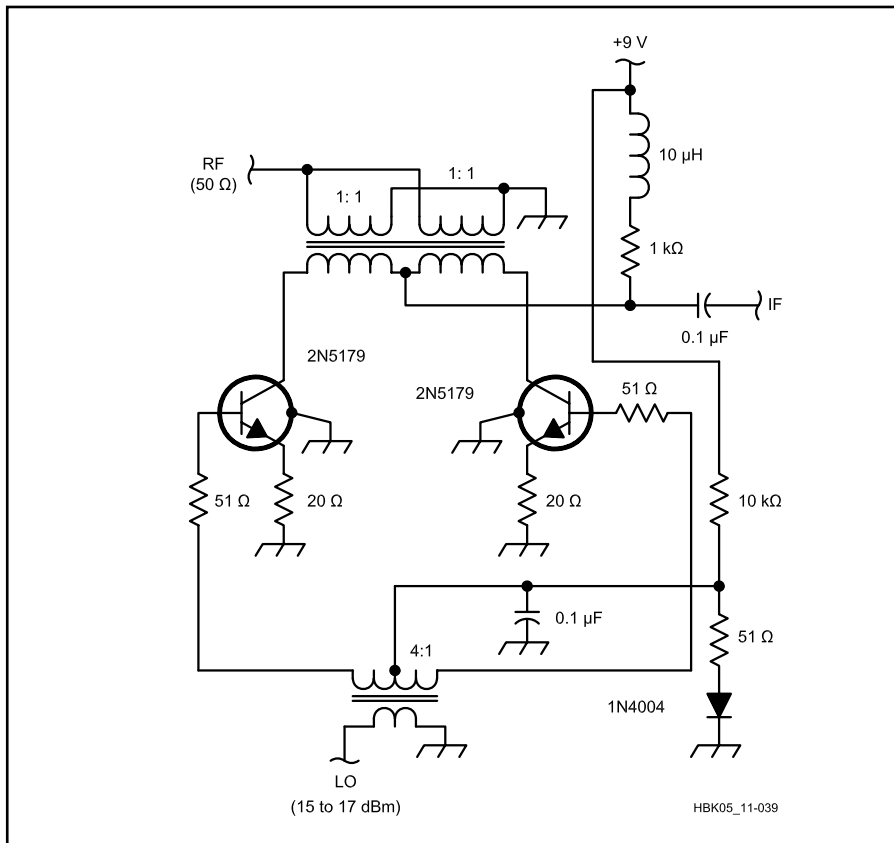 +9 V
10 µH
RF
(50 Ω)
1: 1
1: 1
1 kΩ
IF
0.1 µF
2N5179
2N5179
51 Ω
51 Ω
20 Ω
20 Ω
10 kΩ
0.1 µF
51 Ω
4:1
1N4004
LO
(15 to 17 dBm)
HBK05_11-039